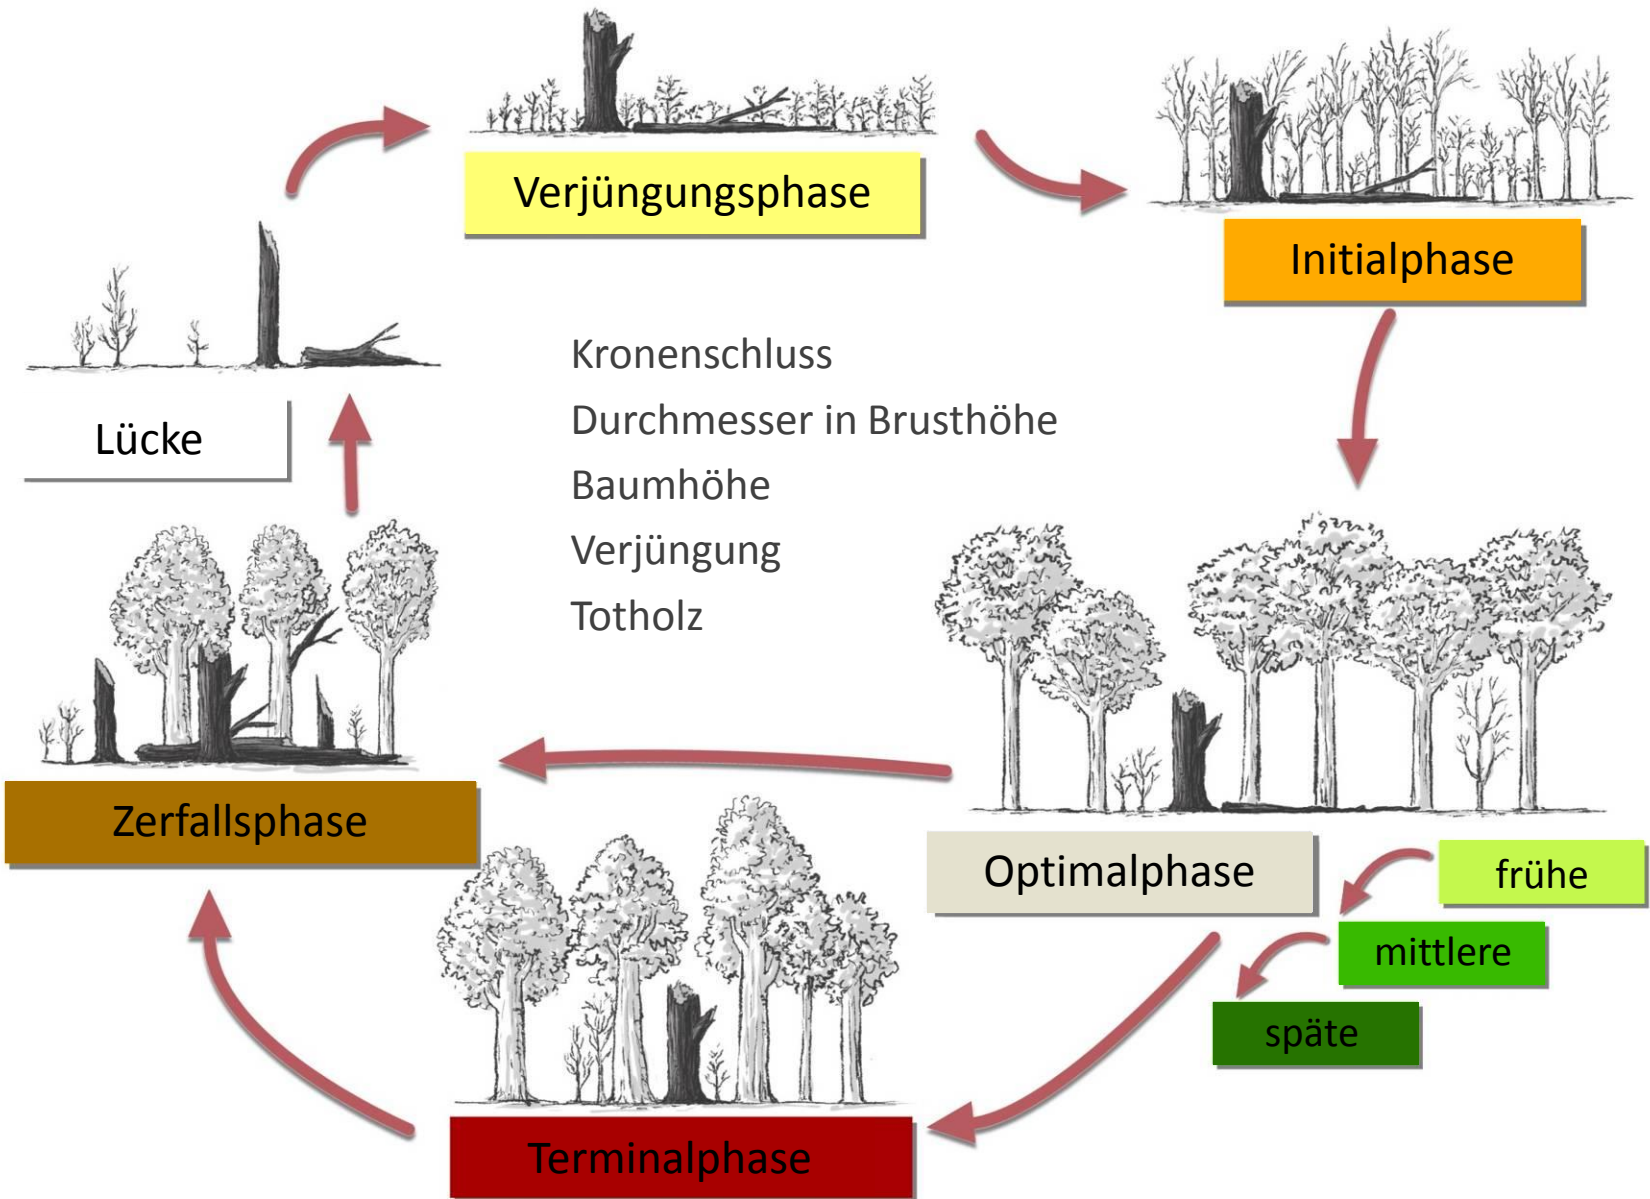 Verjüngungsphase
Initialphase
Lücke
Kronenschluss
Durchmesser in Brusthöhe
Baumhöhe
Verjüngung
Totholz
Zerfallsphase
Optimalphase
frühe
mittlere
späte
Terminalphase